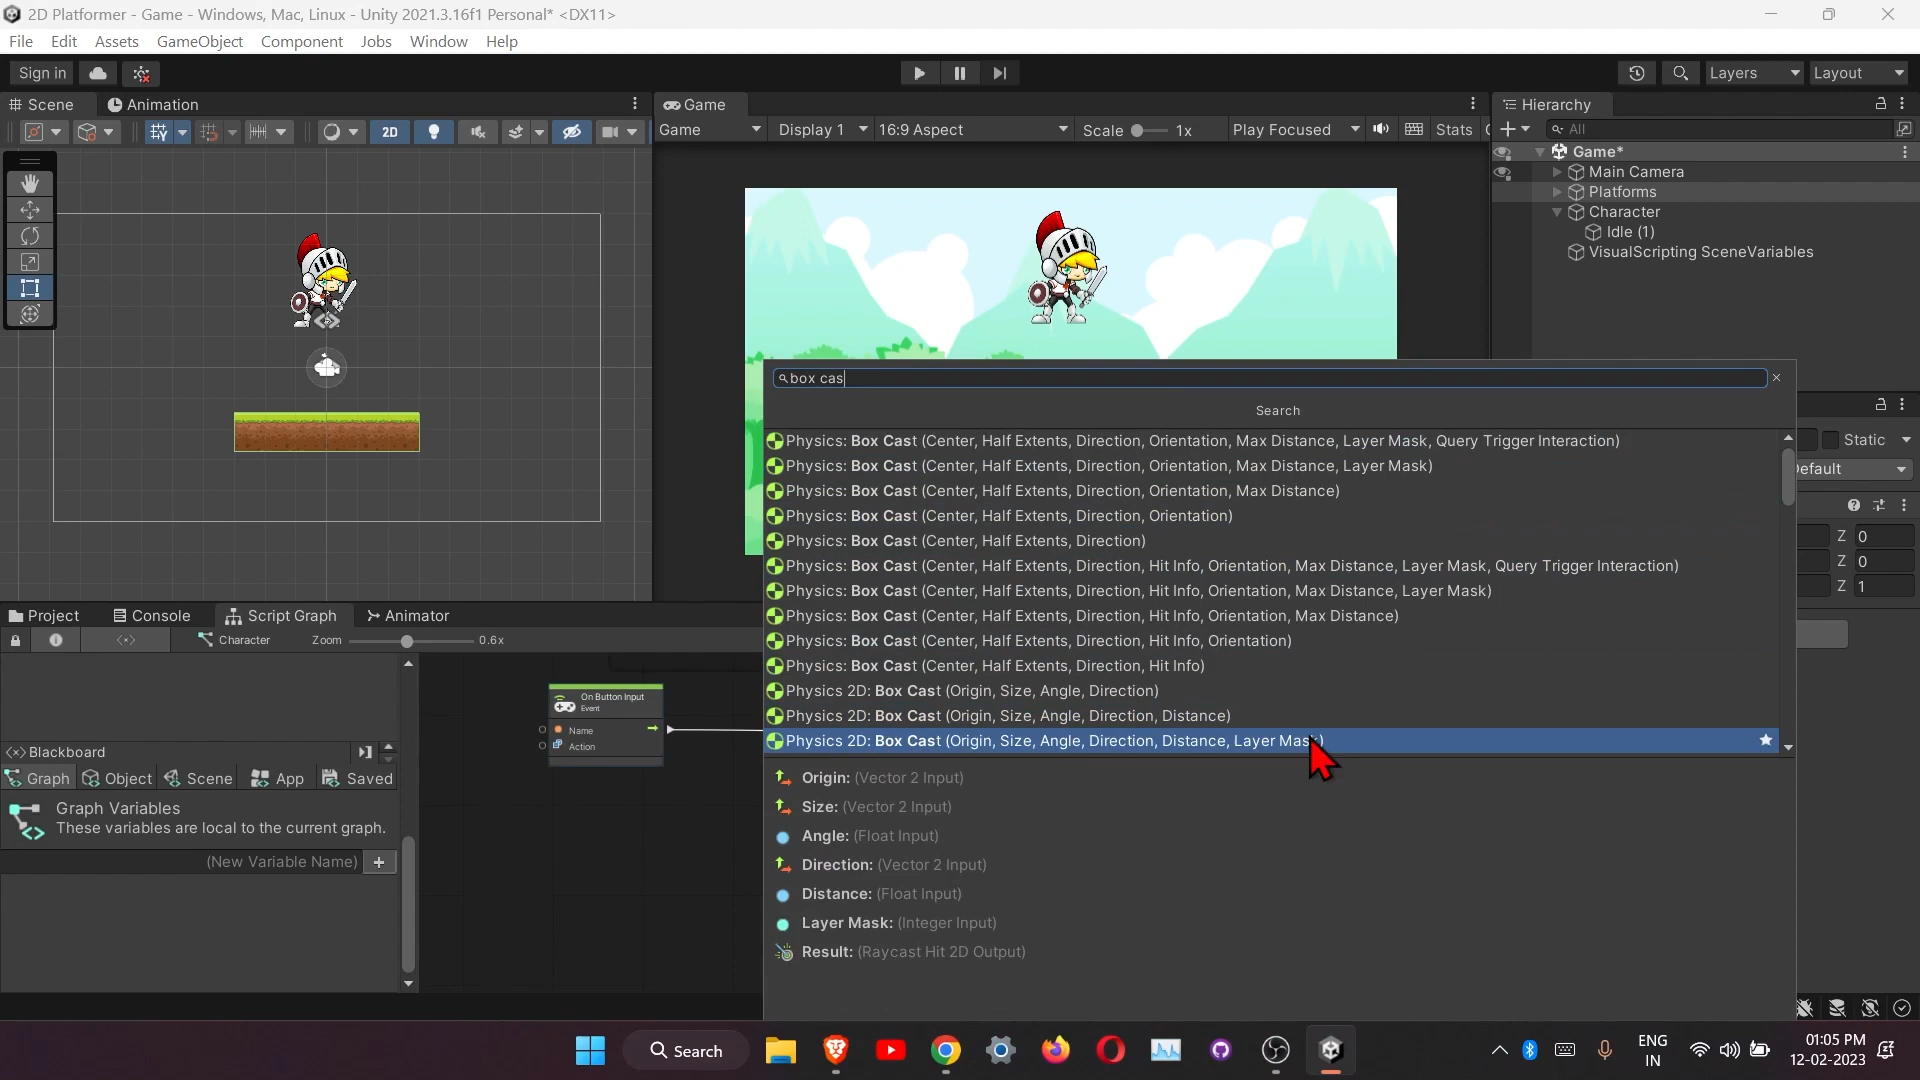 2D Platformer - Game - Windows, Mac, Linux - Unity 2021.3.16f1 Personal* <DX11>
File Edit Assets GameObject Component Jobs Window Help
Sign in Layers Layout
Scene Animation Game Hierarchy
2D Game Display 1 16:9 Aspect Scale 1x Play Focused Stats All
Game*
Main Camera
Platforms
Character
Idle (1)
VisualScripting SceneVariables
box cas
Search
Physics: Box Cast (Center, Half Extents, Direction, Orientation, Max Distance, Layer Mask, Query Trigger Interaction)
Physics: Box Cast (Center, Half Extents, Direction, Orientation, Max Distance, Layer Mask)
Physics: Box Cast (Center, Half Extents, Direction, Orientation, Max Distance)
Physics: Box Cast (Center, Half Extents, Direction, Orientation)
Physics: Box Cast (Center, Half Extents, Direction)
Physics: Box Cast (Center, Half Extents, Direction, Hit Info, Orientation, Max Distance, Layer Mask, Query Trigger Interaction)
Physics: Box Cast (Center, Half Extents, Direction, Hit Info, Orientation, Max Distance, Layer Mask)
Physics: Box Cast (Center, Half Extents, Direction, Hit Info, Orientation, Max Distance)
Physics: Box Cast (Center, Half Extents, Direction, Hit Info, Orientation)
Physics: Box Cast (Center, Half Extents, Direction, Hit Info)
Physics 2D: Box Cast (Origin, Size, Angle, Direction)
Physics 2D: Box Cast (Origin, Size, Angle, Direction, Distance)
Physics 2D: Box Cast (Origin, Size, Angle, Direction, Distance, Layer Mask)
Origin: (Vector 2 Input)
Size: (Vector 2 Input)
Angle: (Float Input)
Direction: (Vector 2 Input)
Distance: (Float Input)
Layer Mask: (Integer Input)
Result: (Raycast Hit 2D Output)
Static
Z 0
Z 0
Z 1
Project Console Script Graph Animator
Character Zoom 0.6x
On Button Input
Event
Name
Action
Blackboard
Graph Object Scene App Saved
Graph Variables
These variables are local to the current graph.
(New Variable Name)
Search
ENG
IN
01:05 PM
12-02-2023